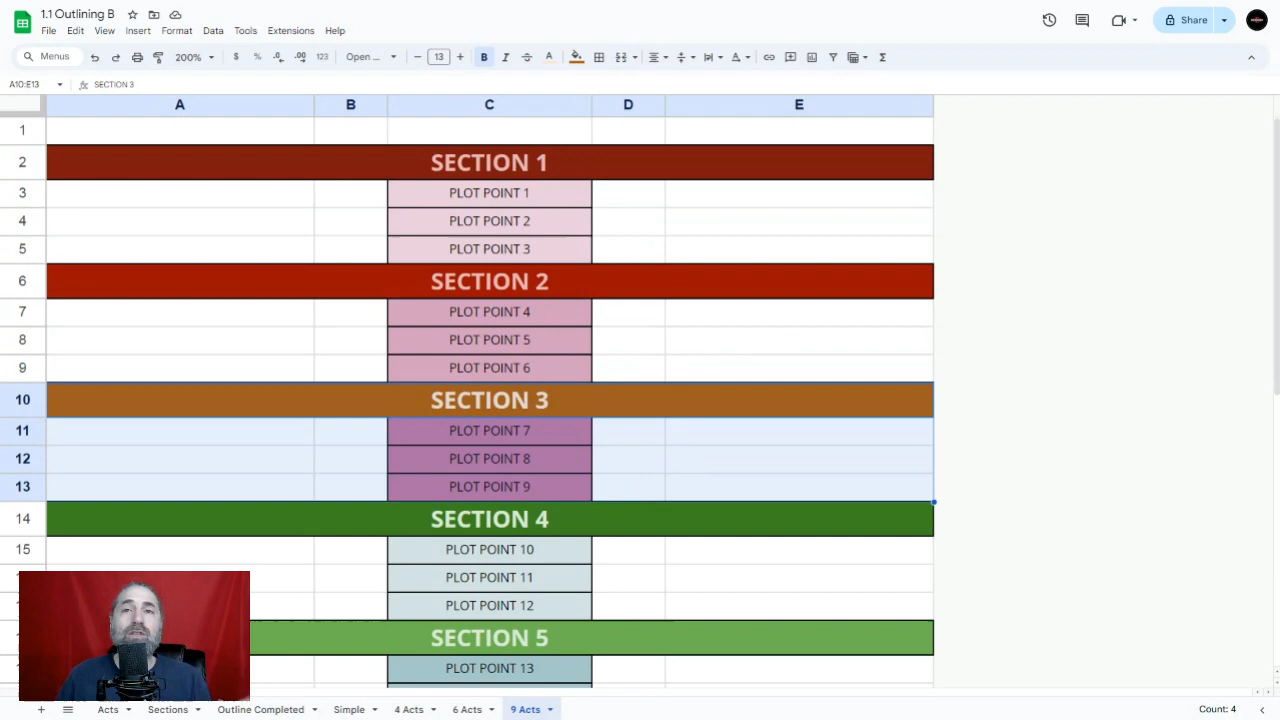 1.1 Outlining B
File Edit View Insert Format Data Tools Extensions Help
Share
Menus 200% $ % .0 .00 123 Open ... 13 B I
A10:E13 SECTION 3
A B C D E
1
2 SECTION 1
3 PLOT POINT 1
4 PLOT POINT 2
5 PLOT POINT 3
6 SECTION 2
7 PLOT POINT 4
8 PLOT POINT 5
9 PLOT POINT 6
10 SECTION 3
11 PLOT POINT 7
12 PLOT POINT 8
13 PLOT POINT 9
14 SECTION 4
15 PLOT POINT 10
PLOT POINT 11
PLOT POINT 12
SECTION 5
PLOT POINT 13
Acts Sections Outline Completed Simple 4 Acts 6 Acts 9 Acts Count: 4